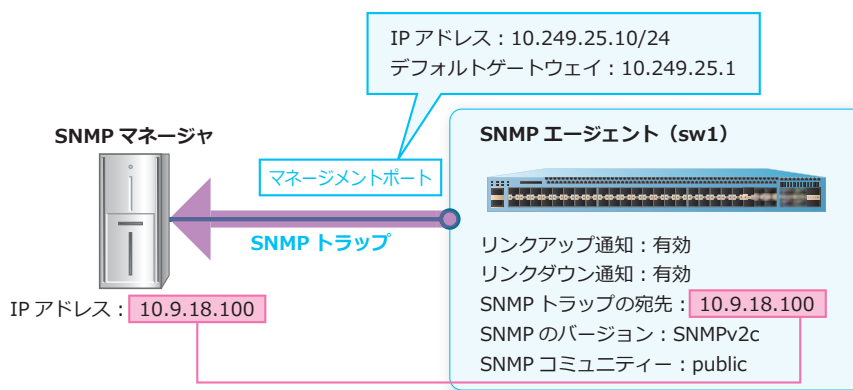 IP アドレス：10.249.25.10/24
デフォルトゲートウェイ：10.249.25.1
SNMP マネージャ
SNMP エージェント（sw1）
マネージメントポート
SNMP トラップ
リンクアップ通知：有効
リンクダウン通知：有効
SNMP トラップの宛先：10.9.18.100
SNMP のバージョン：SNMPv2c
SNMP コミュニティー：public
IP アドレス：10.9.18.100